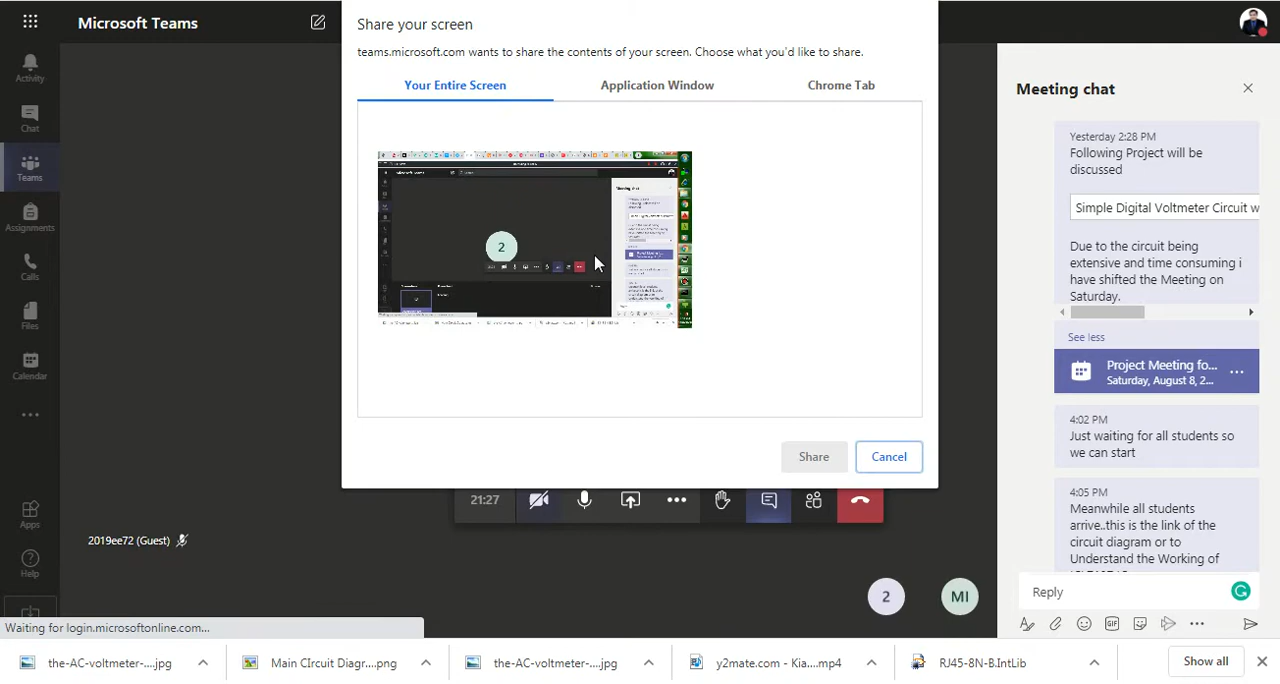 Microsoft Teams
Activity
Chat
Teams
Assignments
Calls
Files
Calendar
Apps
Help
Share your screen
teams.microsoft.com wants to share the contents of your screen. Choose what you'd like to share.
Your Entire Screen
Application Window
Chrome Tab
2
Share
Cancel
21:27
2019ee72 (Guest)
2
MI
Meeting chat
Yesterday 2:28 PM
Following Project will be
discussed
Simple Digital Voltmeter Circuit w
Due to the circuit being
extensive and time consuming i
have shifted the Meeting on
Saturday.
See less
Project Meeting fo...
Saturday, August 8, 2...
4:02 PM
Just waiting for all students so
we can start
4:05 PM
Meanwhile all students
arrive..this is the link of the
circuit diagram or to
Understand the Working of
Reply
GIF
Waiting for login.microsoftonline.com...
the-AC-voltmeter-....jpg
Main CIrcuit Diagr....png
the-AC-voltmeter-....jpg
y2mate.com - Kia....mp4
RJ45-8N-B.IntLib
Show all